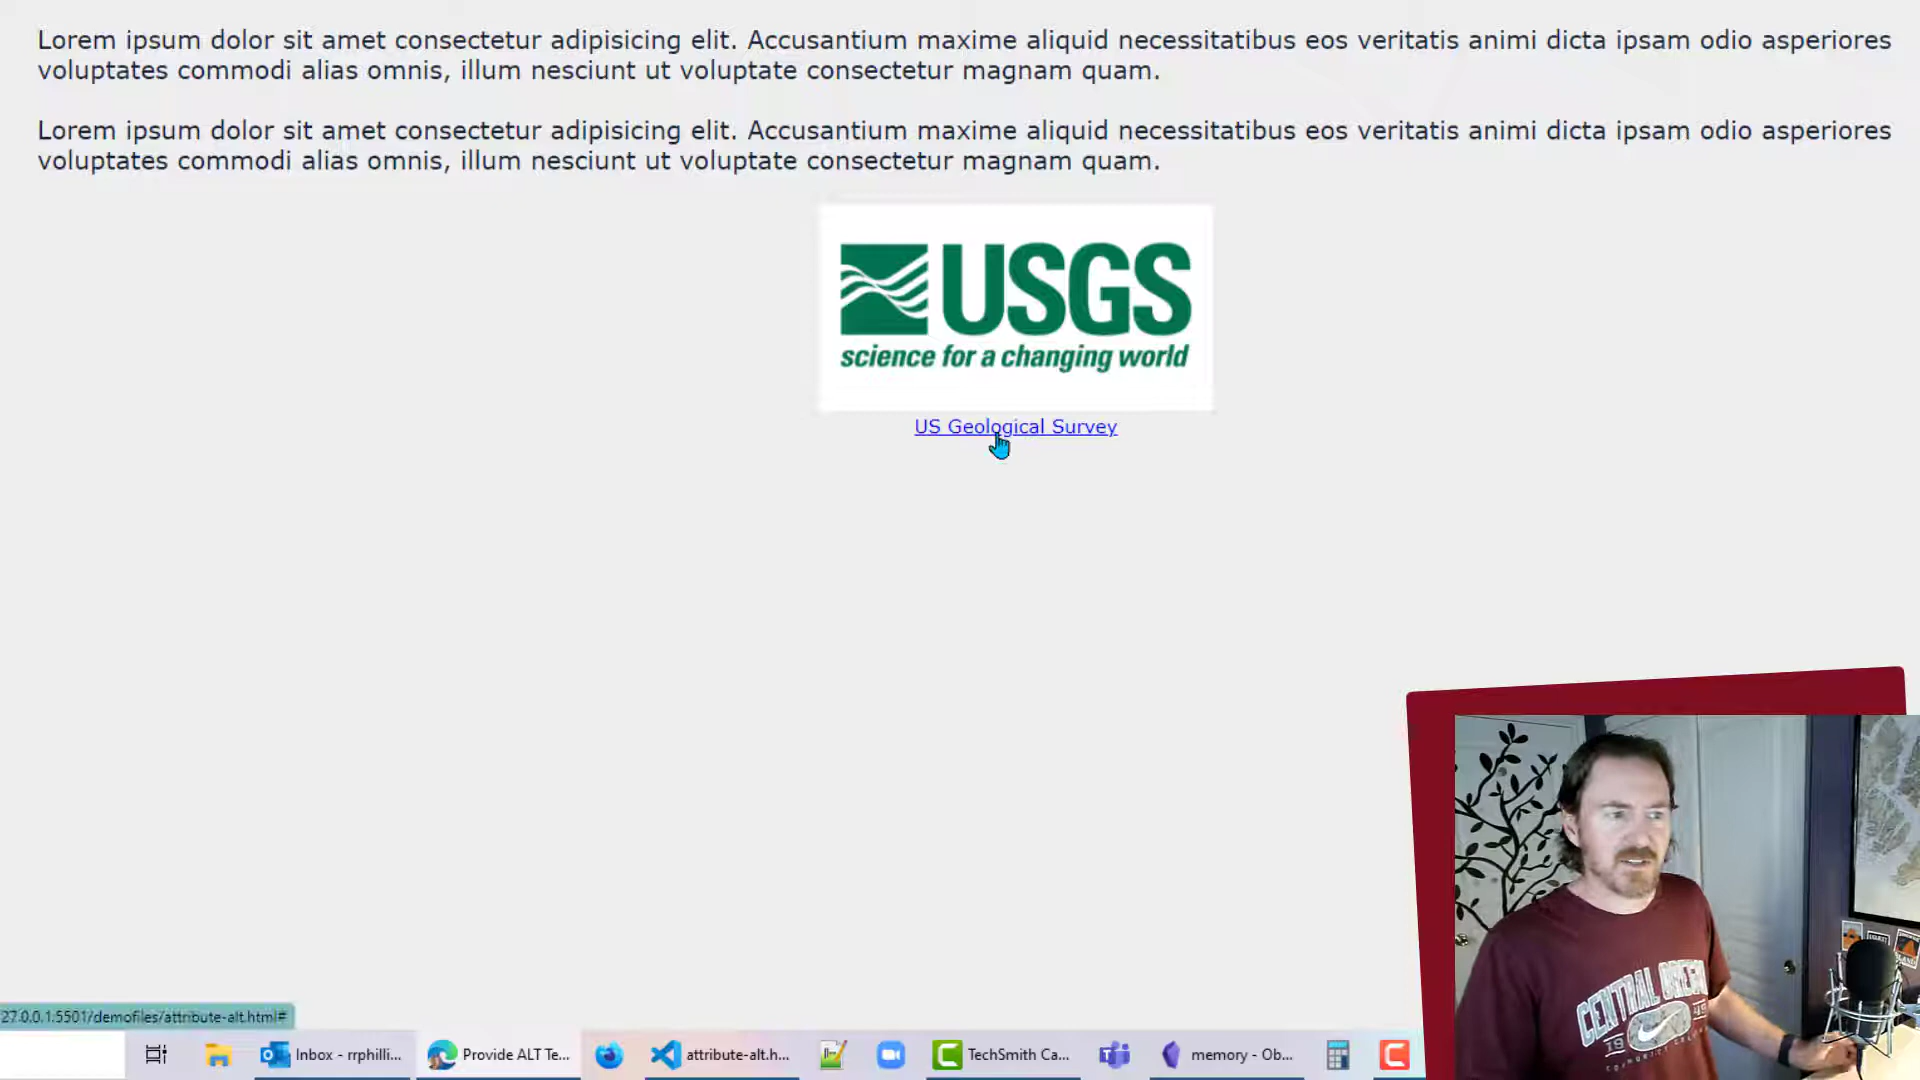 Lorem ipsum dolor sit amet consectetur adipisicing elit. Accusantium maxime aliquid necessitatibus eos veritatis animi dicta ipsam odio asperiores
voluptates commodi alias omnis, illum nesciunt ut voluptate consectetur magnam quam.
Lorem ipsum dolor sit amet consectetur adipisicing elit. Accusantium maxime aliquid necessitatibus eos veritatis animi dicta ipsam odio asperiores
voluptates commodi alias omnis, illum nesciunt ut voluptate consectetur magnam quam.
USGS
science for a changing world
US Geological Survey
27.0.0.1:5501/demofiles/attribute-alt.html#
Inbox - rrphilli...
Provide ALT Te...
attribute-alt.h...
TechSmith Ca...
memory - Ob...
CENTRAL OREGON